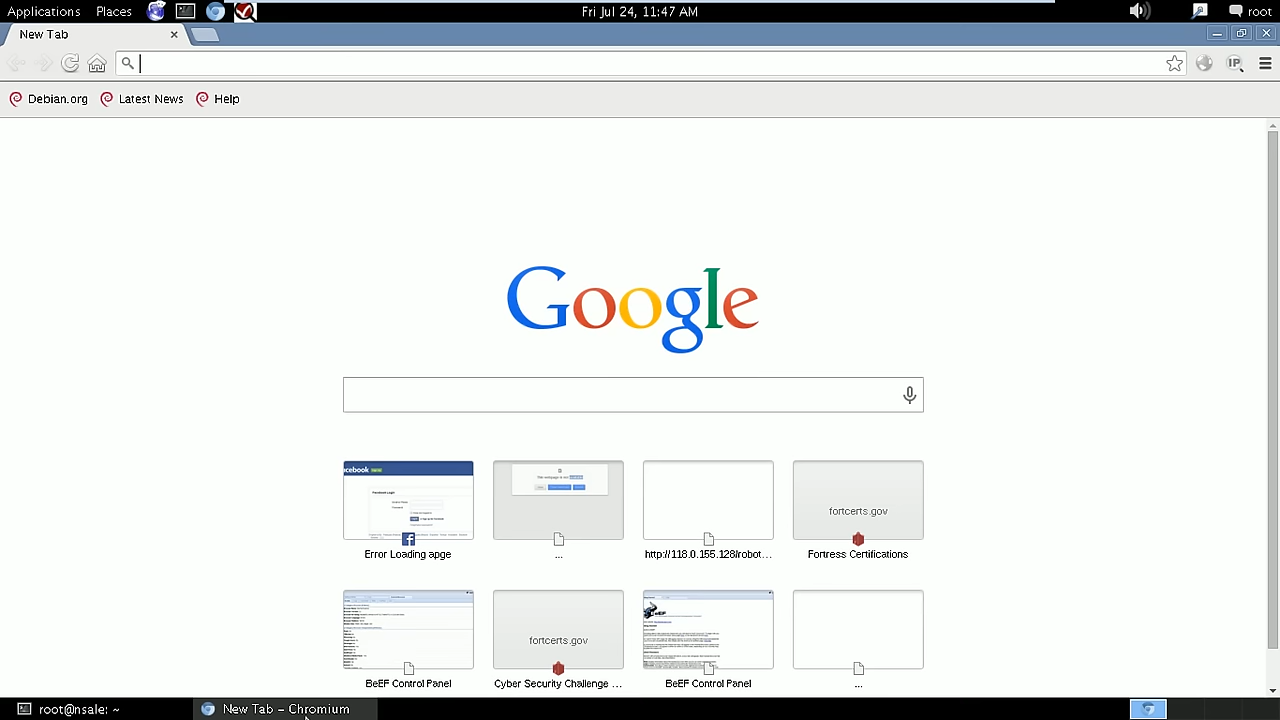 Applications Places Fri Jul 24, 11:47 AM root
New Tab
IP
Debian.org Latest News Help
Google
fortcerts.gov
Error Loading apge ... http://118.0.155.128/robot... Fortress Certifications
fortcerts.gov
BeEF Control Panel Cyber Security Challenge ... BeEF Control Panel ...
root@nsale: ~ New Tab - Chromium